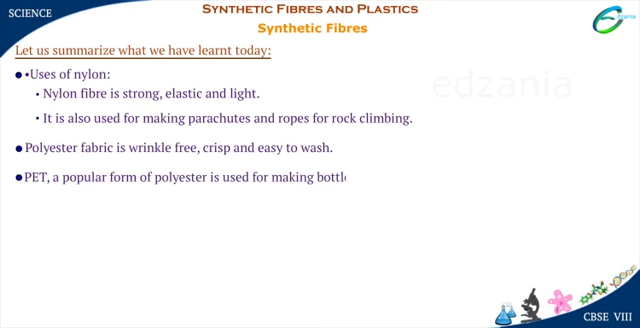 SCIENCE
SYNTHETIC FIBRES AND PLASTICS
Synthetic Fibres
edzania
Let us summarize what we have learnt today:
•Uses of nylon:
• Nylon fibre is strong, elastic and light.
• It is also used for making parachutes and ropes for rock climbing.
Polyester fabric is wrinkle free, crisp and easy to wash.
PET, a popular form of polyester is used for making bottl
edzania
CBSE VIII